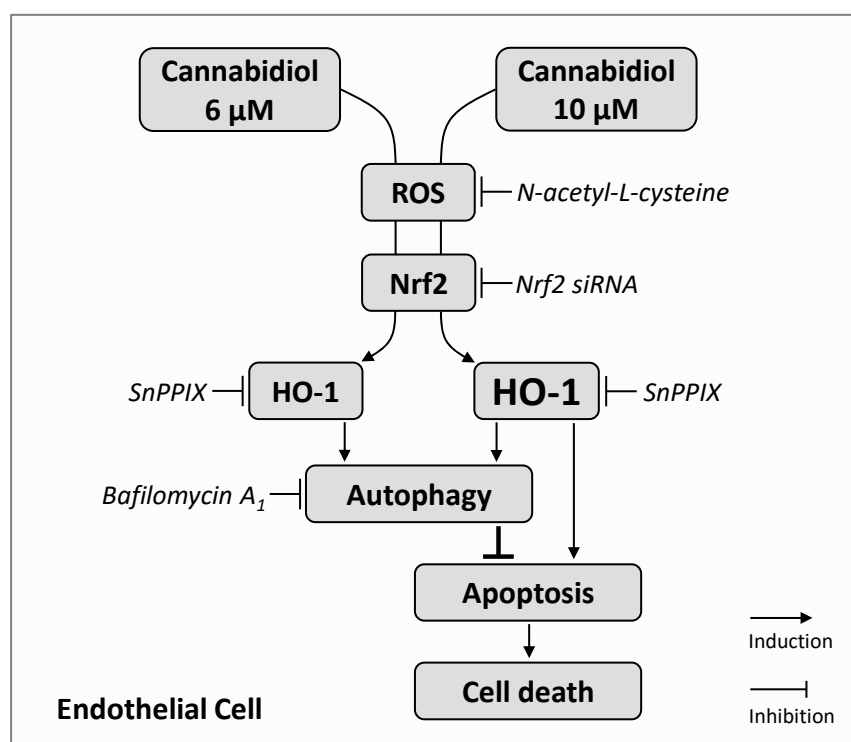 Cannabidiol
6 µM
Cannabidiol
10 µM
ROS
N-acetyl-L-cysteine
Nrf2
Nrf2 siRNA
SnPPIX
HO-1
HO-1
SnPPIX
Bafilomycin A1
Autophagy
Apoptosis
Induction
Cell death
Endothelial Cell
Inhibition